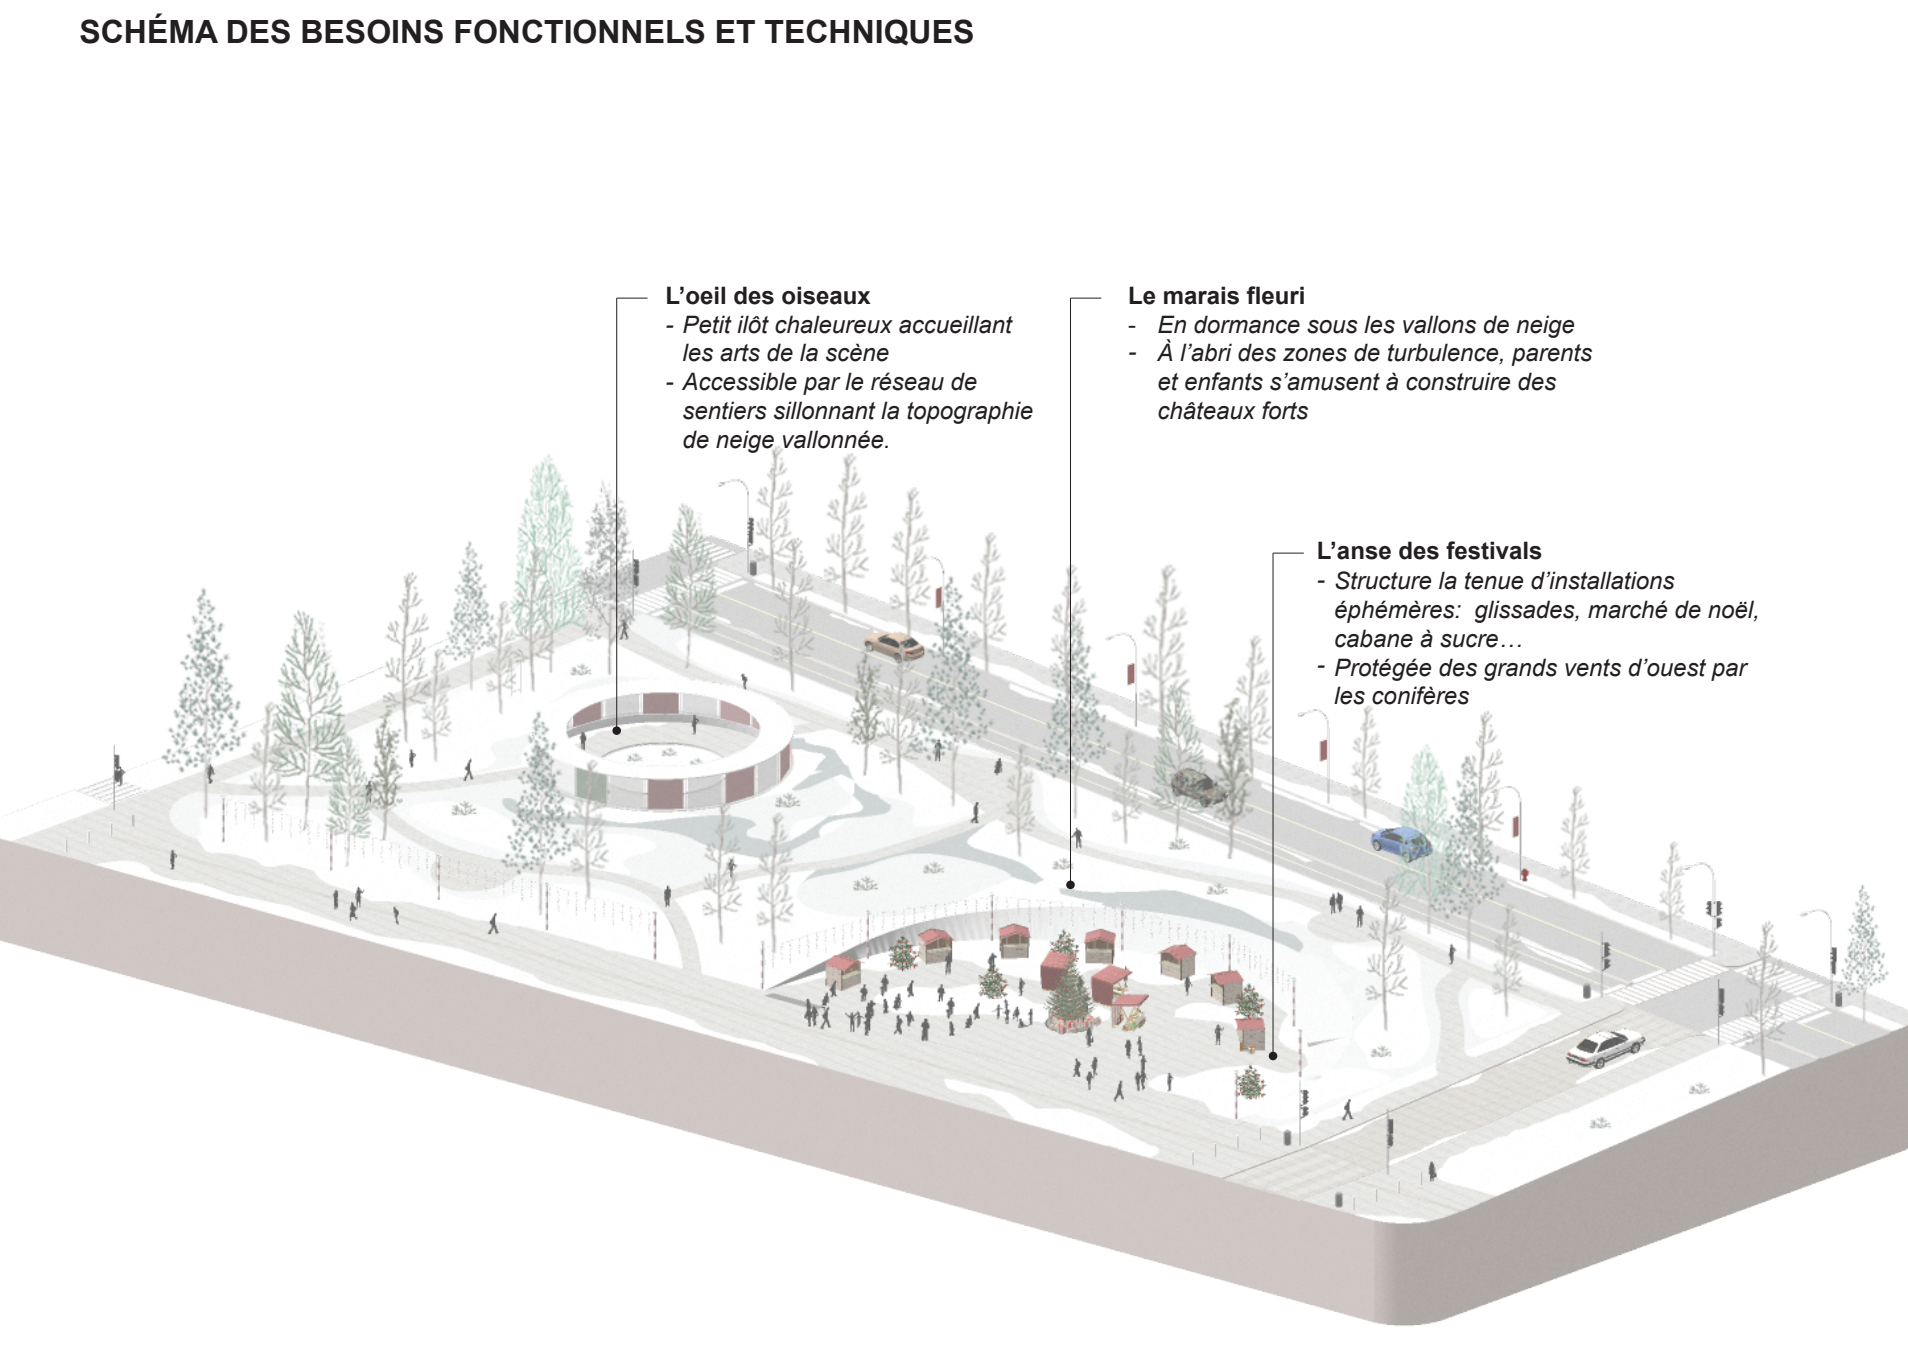 SCHÉMA DES BESOINS FONCTIONNELS ET TECHNIQUES
L’oeil des oiseaux
- Petit ilôt chaleureux accueillant
les arts de la scène
- Accessible par le réseau de
sentiers sillonnant la topographie
de neige vallonnée.
Le marais fleuri
- En dormance sous les vallons de neige
- À l’abri des zones de turbulence, parents
et enfants s’amusent à construire des
châteaux forts
L’anse des festivals
- Structure la tenue d’installations
éphémères: glissades, marché de noël,
cabane à sucre…
- Protégée des grands vents d’ouest par
les conifères